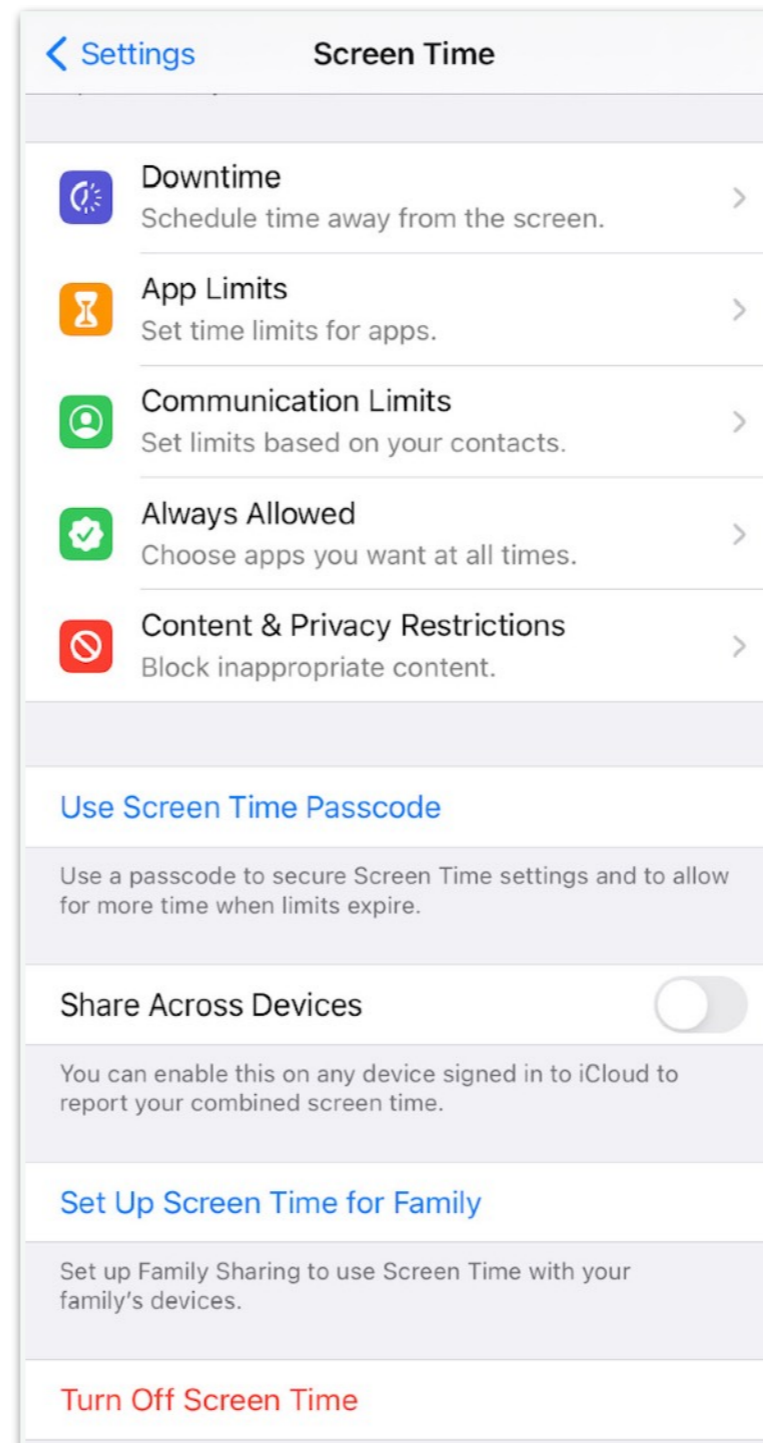 Settings
Screen Time
Downtime
Schedule time away from the screen.
App Limits
Set time limits for apps.
Communication Limits
Set limits based on your contacts.
Always Allowed
Choose apps you want at all times.
Content & Privacy Restrictions
Block inappropriate content.
Use Screen Time Passcode
Use a passcode to secure Screen Time settings and to allow
for more time when limits expire.
Share Across Devices
You can enable this on any device signed in to iCloud to
report your combined screen time.
Set Up Screen Time for Family
Set up Family Sharing to use Screen Time with your
family's devices.
Turn Off Screen Time